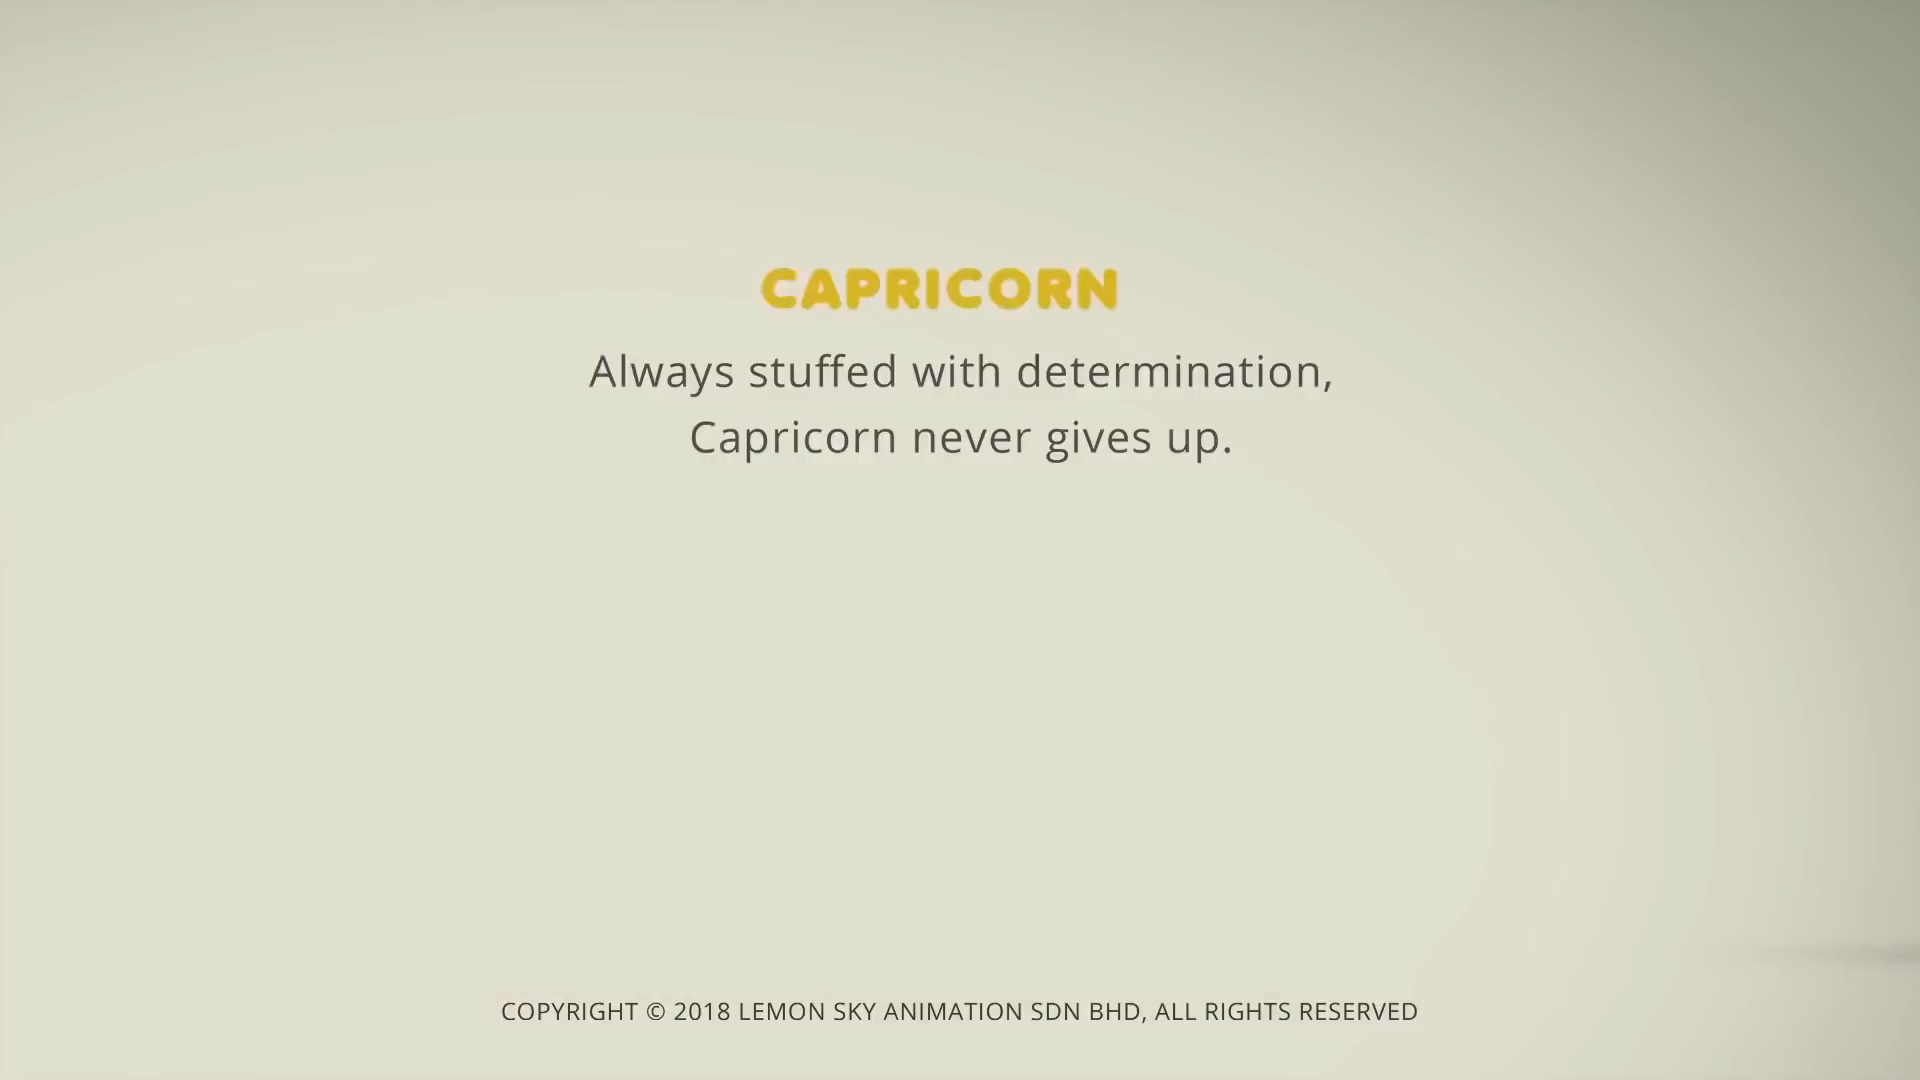 CAPRICORN
Always stuffed with determination,
Capricorn never gives up.
COPYRIGHT © 2018 LEMON SKY ANIMATION SDN BHD, ALL RIGHTS RESERVED